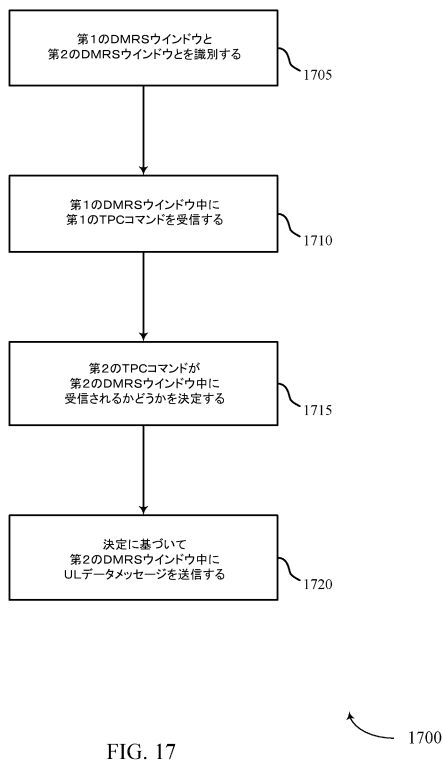 第1のDMRSウインドウと
第2のDMRSウインドウとを識別する
1705
第1のDMRSウインドウ中に
第1のTPCコマンドを受信する
1710
第2のTPCコマンドが
第2のDMRSウインドウ中に
受信されるかどうかを決定する
1715
決定に基づいて
第2のDMRSウインドウ中に
ULデータメッセージを送信する
1720
1700
FIG. 17